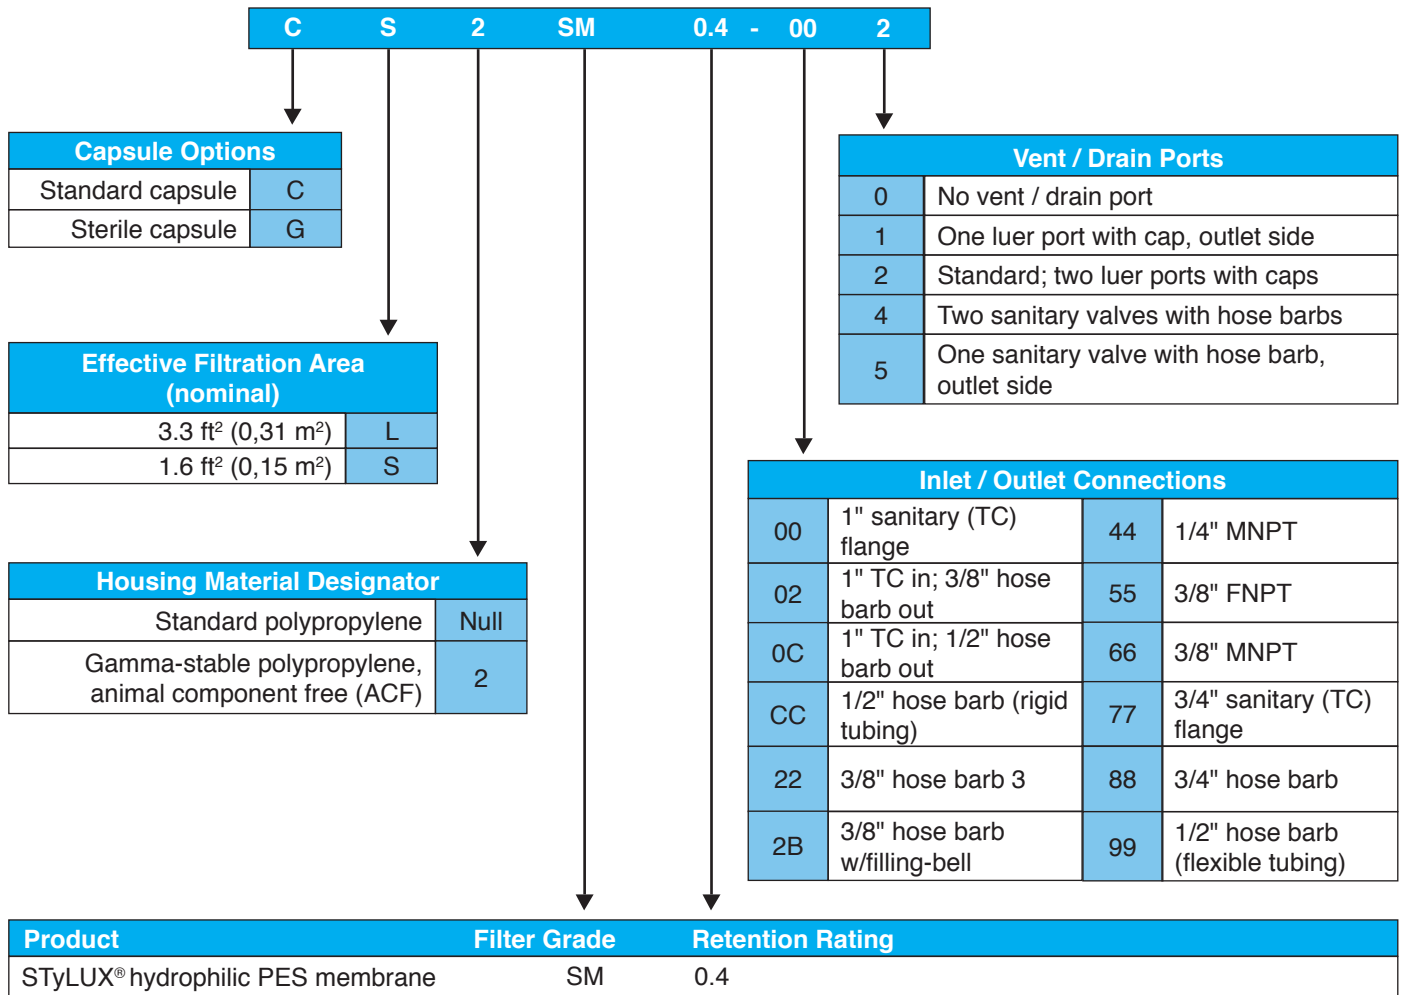 C S 2 SM 0.4 - 00 2
Capsule Options
Standard capsule C
Sterile capsule G
Effective Filtration Area
(nominal)
3.3 ft² (0,31 m²) L
1.6 ft² (0,15 m²) S
Housing Material Designator
Standard polypropylene Null
Gamma-stable polypropylene,
animal component free (ACF) 2
Vent / Drain Ports
0 No vent / drain port
1 One luer port with cap, outlet side
2 Standard; two luer ports with caps
4 Two sanitary valves with hose barbs
5 One sanitary valve with hose barb,
outlet side
Inlet / Outlet Connections
00 1" sanitary (TC)
flange
44 1/4" MNPT
02 1" TC in; 3/8" hose
barb out
55 3/8" FNPT
0C 1" TC in; 1/2" hose
barb out
66 3/8" MNPT
CC 1/2" hose barb (rigid
tubing)
77 3/4" sanitary (TC)
flange
22 3/8" hose barb 3
88 3/4" hose barb
2B 3/8" hose barb
w/filling-bell
99 1/2" hose barb
(flexible tubing)
Product Filter Grade Retention Rating
STyLUX® hydrophilic PES membrane SM 0.4